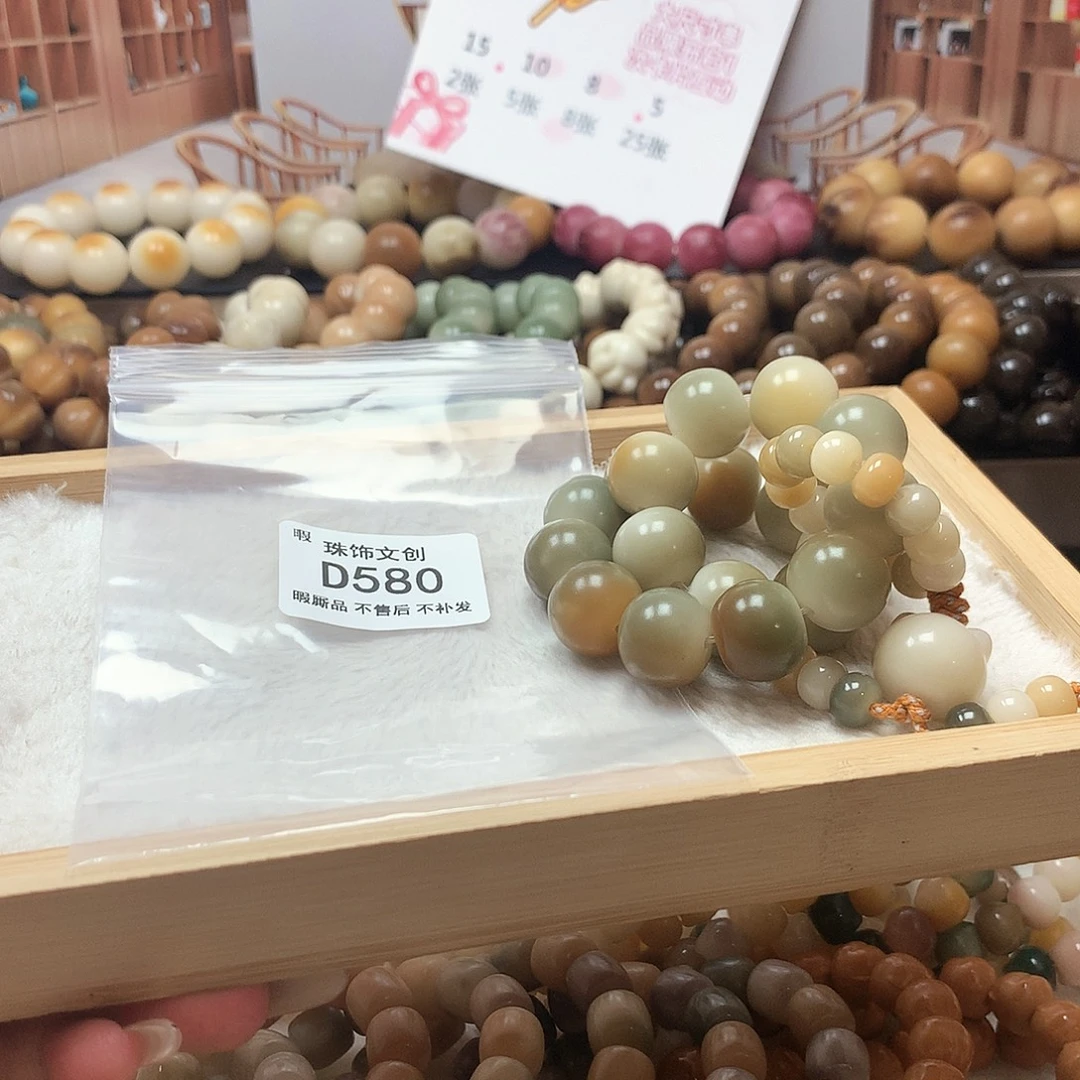 15 10 8 5
2张 5张 8张 25张
瑕 珠饰文创
D580
瑕厮品 不售后 不补发